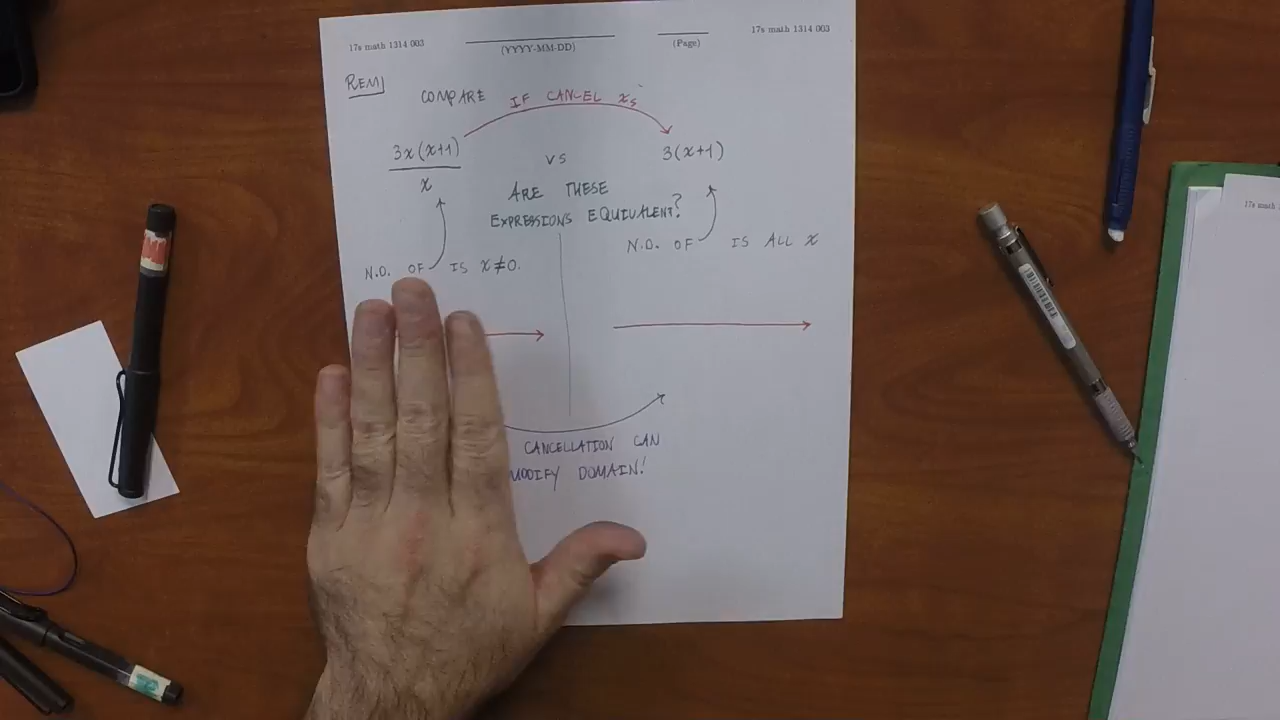 17s math 1314 003
(YYYY-MM-DD)
(Page)
17s math 1314 003
REM
COMPARE IF CANCEL xs
3x(x+1)
x
vs
3(x+1)
ARE THESE
EXPRESSIONS EQUIVALENT?
N.D. OF IS x≠0.
N.D. OF IS ALL x
CANCELLATION CAN
MODIFY DOMAIN!